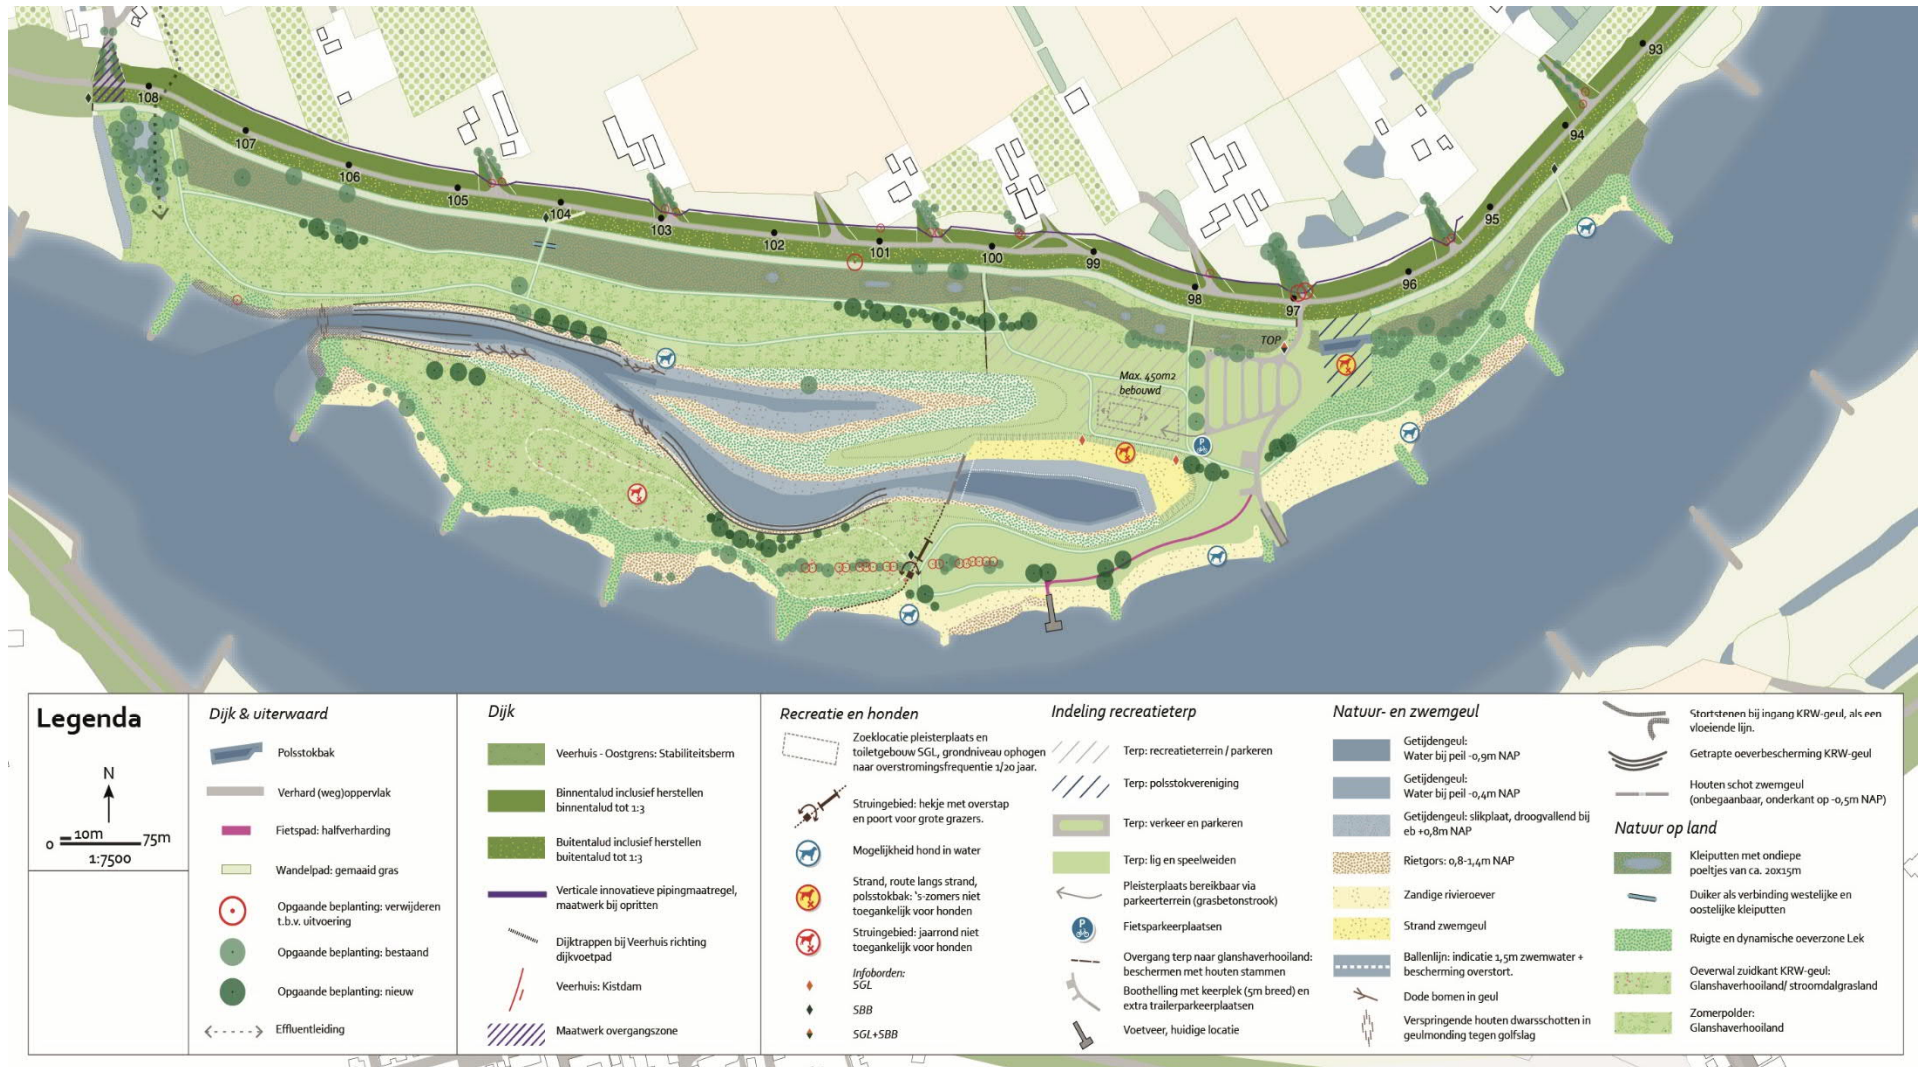 93
108
94
107
106
105
104
103
102
101
100
99
98
97
96
95
TOP
Max. 450m2
bebouwd
P
Legenda
N
10m
0
75m
1:7500
Dijk & uiterwaard
Polsstokbak
Verhard (weg)oppervlak
Fietspad: halfverharding
Wandelpad: gemaaid gras
Opgaande beplanting: verwijderen
t.b.v. uitvoering
Opgaande beplanting: bestaand
Opgaande beplanting: nieuw
Effluentleiding
Dijk
Veerhuis - Oostgrens: Stabiliteitsberm
Binnentalud inclusief herstellen
binnentalud tot 1:3
Buitentalud inclusief herstellen
buitentalud tot 1:3
Verticale innovatieve pipingmaatregel,
maatwerk bij opritten
Dijktrappen bij Veerhuis richting
dijkvoetpad
Veerhuis: Kistdam
Maatwerk overgangszone
Recreatie en honden
Zoeklocatie pleisterplaats en
toiletgebouw SGL, grondniveau ophogen
naar overstromingsfrequentie 1/20 jaar.
Struingebied: hekje met overstap
en poort voor grote grazers.
Mogelijkheid hond in water
Strand, route langs strand,
polsstokbak: 's-zomers niet
toegankelijk voor honden
Struingebied: jaarrond niet
toegankelijk voor honden
Infoborden:
SGL
SBB
SGL+SBB
Indeling recreatieterp
Terp: recreatieterrein / parkeren
Terp: polsstokvereniging
Terp: verkeer en parkeren
Terp: lig en speelweiden
Pleisterplaats bereikbaar via
parkeerterrein (grasbetonstrook)
P
Fietsparkeerplaatsen
Overgang terp naar glanshaverhooiland:
beschermen met houten stammen
Boothelling met keerplek (5m breed) en
extra trailerparkeerplaatsen
Voetveer, huidige locatie
Natuur- en zwemgeul
Getijdengeul:
Water bij peil -0,9m NAP
Getijdengeul:
Water bij peil -0,4m NAP
Getijdengeul: slikplaat, droogvallend bij
eb +0,8m NAP
Rietgors: 0,8-1,4m NAP
Zandige rivieroever
Strand zwemgeul
Ballenlijn: indicatie 1,5m zwemwater +
bescherming overstort.
Dode bomen in geul
Verspringende houten dwarsschotten in
geulmonding tegen golfslag
Stortstenen bij ingang KRW-geul, als een
vloeiende lijn.
Getrapte oeverbescherming KRW-geul
Houten schot zwemgeul
(onbegaanbaar, onderkant op -0,5m NAP)
Natuur op land
Kleiputten met ondiepe
poeltjes van ca. 20x15m
Duiker als verbinding westelijke en
oostelijke kleiputten
Ruigte en dynamische oeverzone Lek
Oeverwal zuidkant KRW-geul:
Glanshaverhooiland/ stroomdalgrasland
Zomerpolder:
Glanshaverhooiland